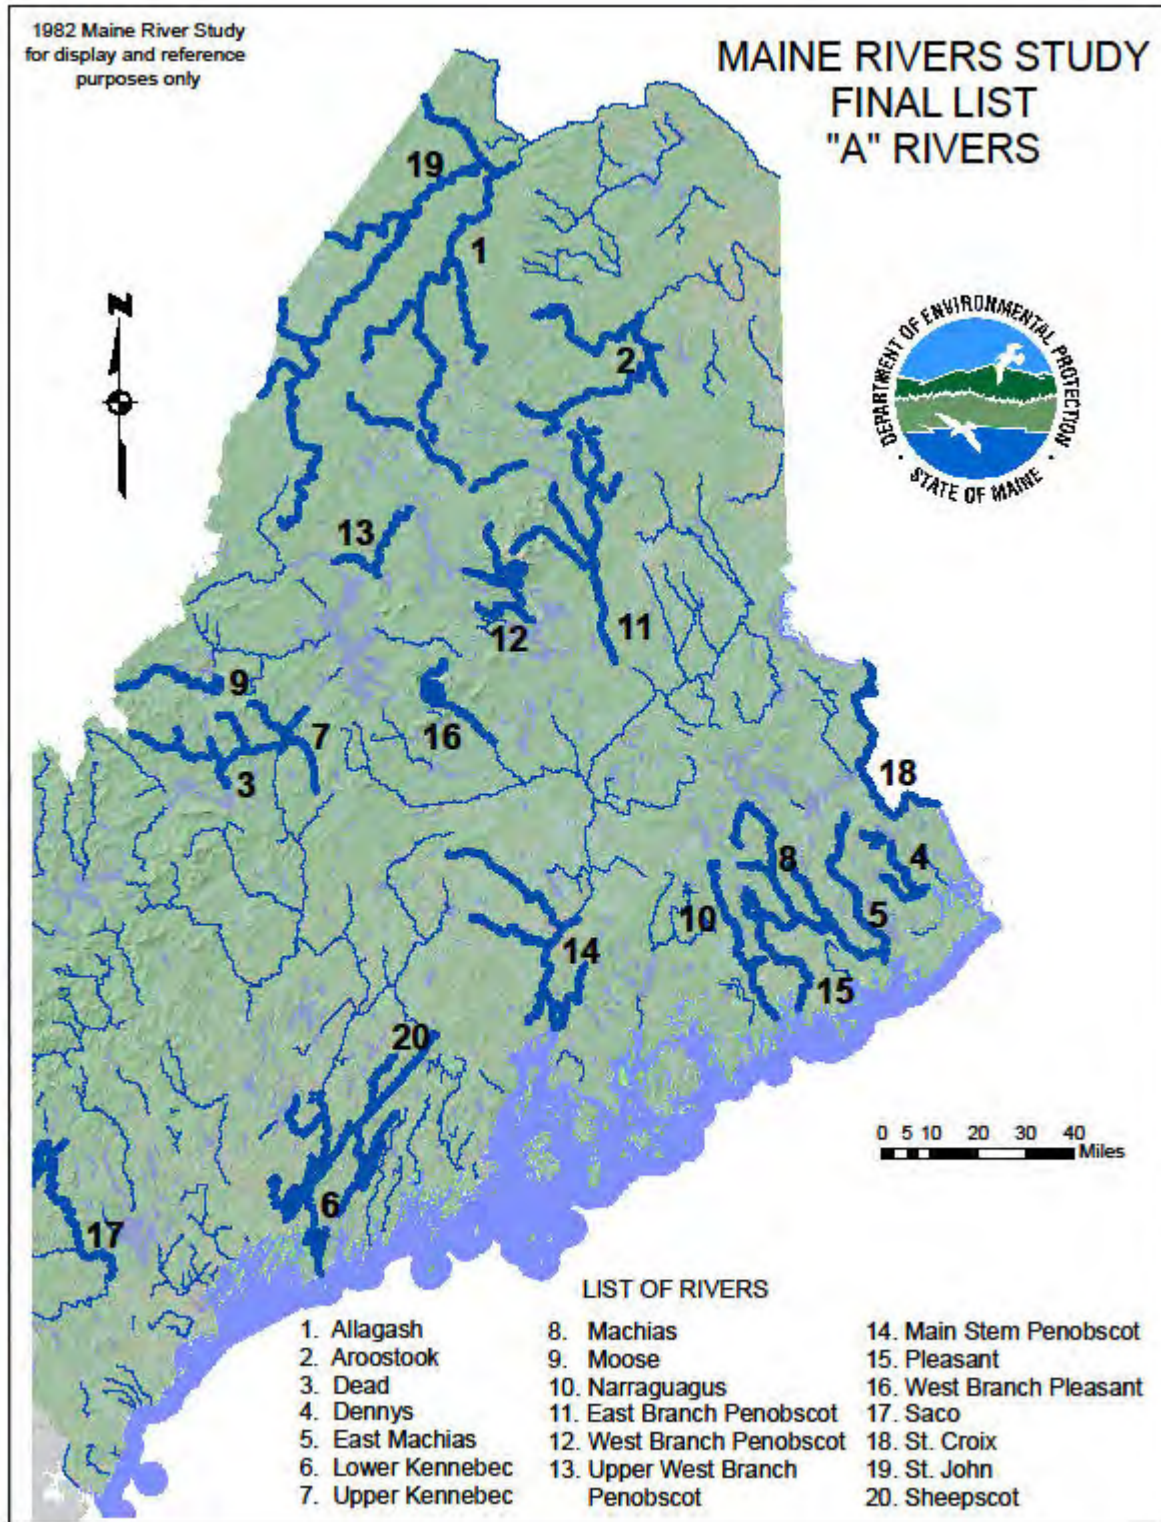 1982 Maine River Study
for display and reference
purposes only
MAINE RIVERS STUDY
FINAL LIST
"A" RIVERS
19
1
N
2
DEPARTMENT OF ENVIRONMENTAL PROTECTION
• STATE OF MAINE •
13
12
11
9
16
7
3
18
8
4
10
5
14
15
20
6
17
0 5 10 20 30 40
Miles
LIST OF RIVERS
1. Allagash
2. Aroostook
3. Dead
4. Dennys
5. East Machias
6. Lower Kennebec
7. Upper Kennebec
8. Machias
9. Moose
10. Narraguagus
11. East Branch Penobscot
12. West Branch Penobscot
13. Upper West Branch
Penobscot
14. Main Stem Penobscot
15. Pleasant
16. West Branch Pleasant
17. Saco
18. St. Croix
19. St. John
20. Sheepscot